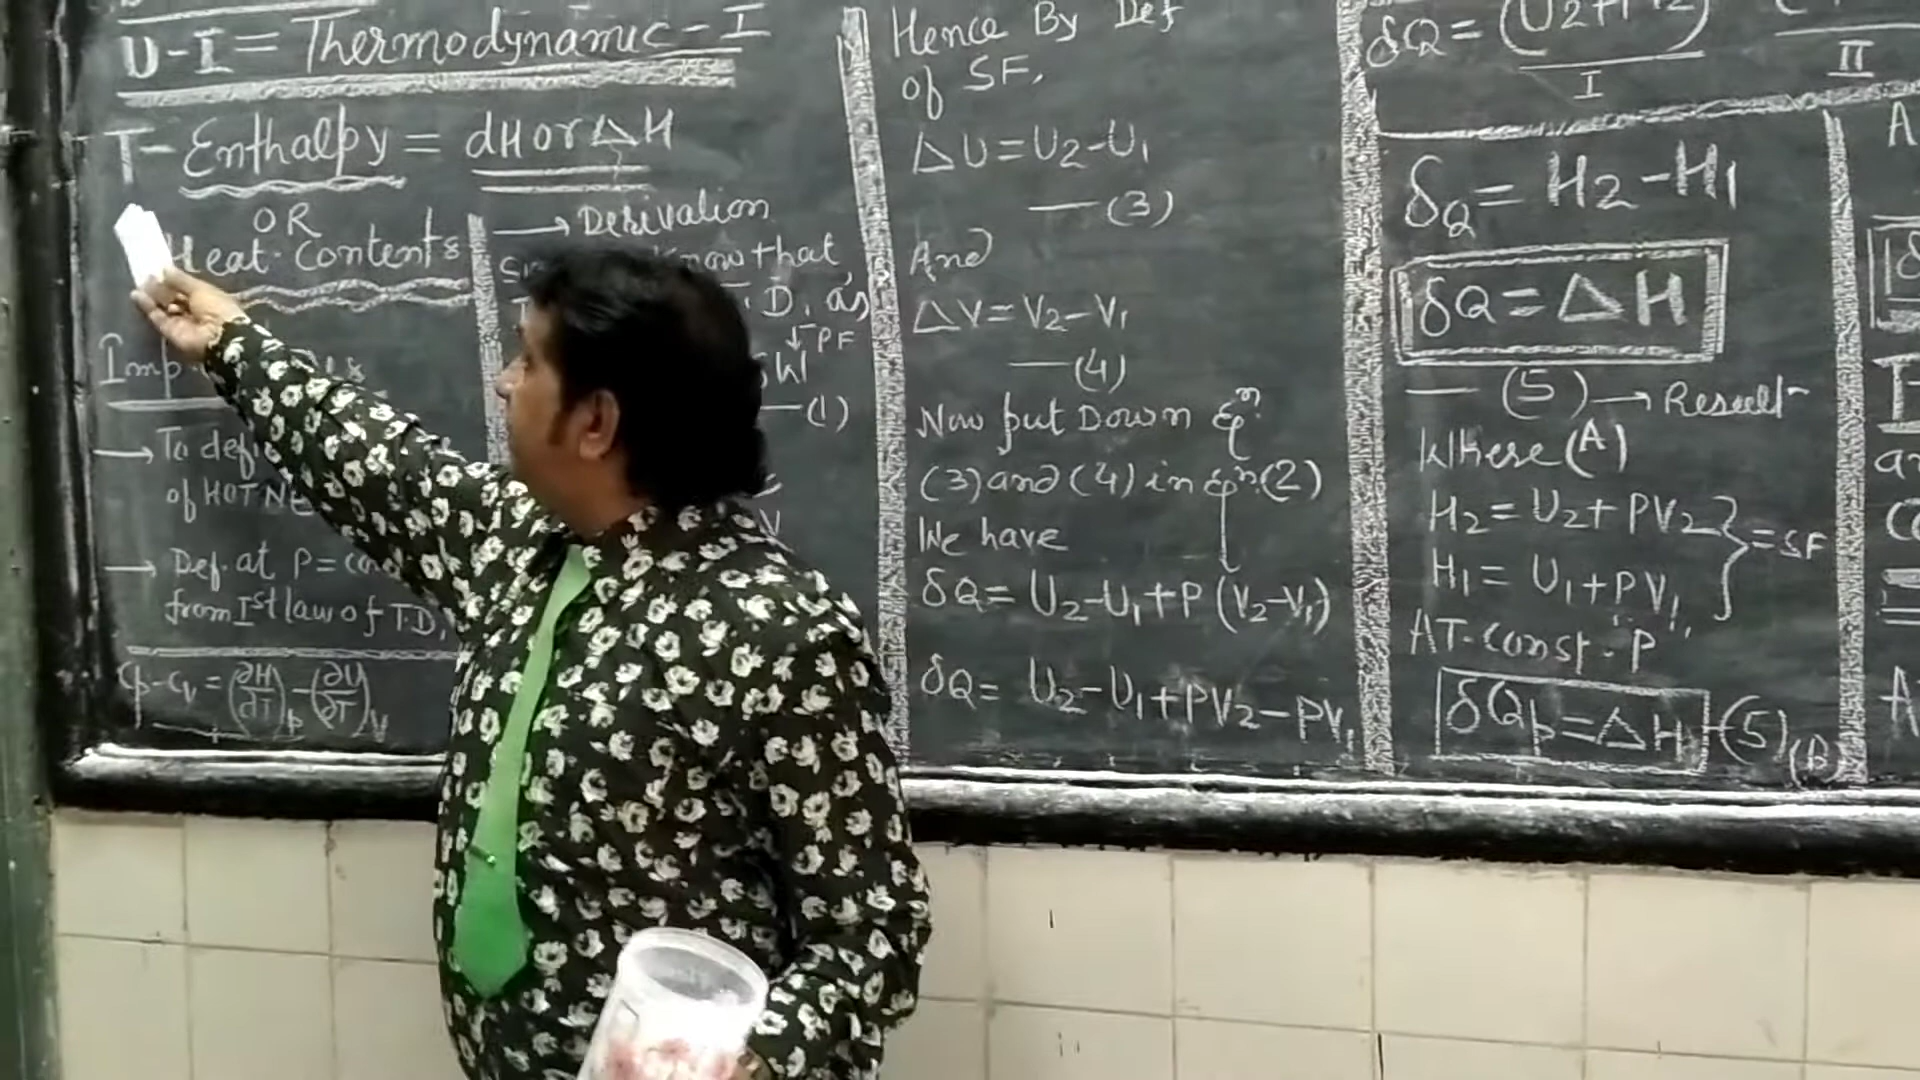 U-I = Thermodynamic-I
T- Enthalpy = dH or ΔH
OR
Heat Contents
Imp
→ To def
of HOT NE
→ Def. at P = con
from Ist law of T.D,
Cp-Cv = (∂H/∂T)p - (∂U/∂T)V
→ Derivation
know that
D, as
↓ PF
—(1)
Hence By Def
of SF,
ΔU = U2-U1
—(3)
And
ΔV = V2-V1
—(4)
Now put Down Eqn.
(3) and (4) in Eqn.(2)
We have
δQ = U2-U1+P(V2-V1)
δQ = U2-U1+PV2-PV1
I
II
δQ = H2-H1
δQ = ΔH
—(5) → Result
Where (A)
H2 = U2+PV2
H1 = U1+PV1
} = SF
AT-const. P
δQp = ΔH -(5)(B)